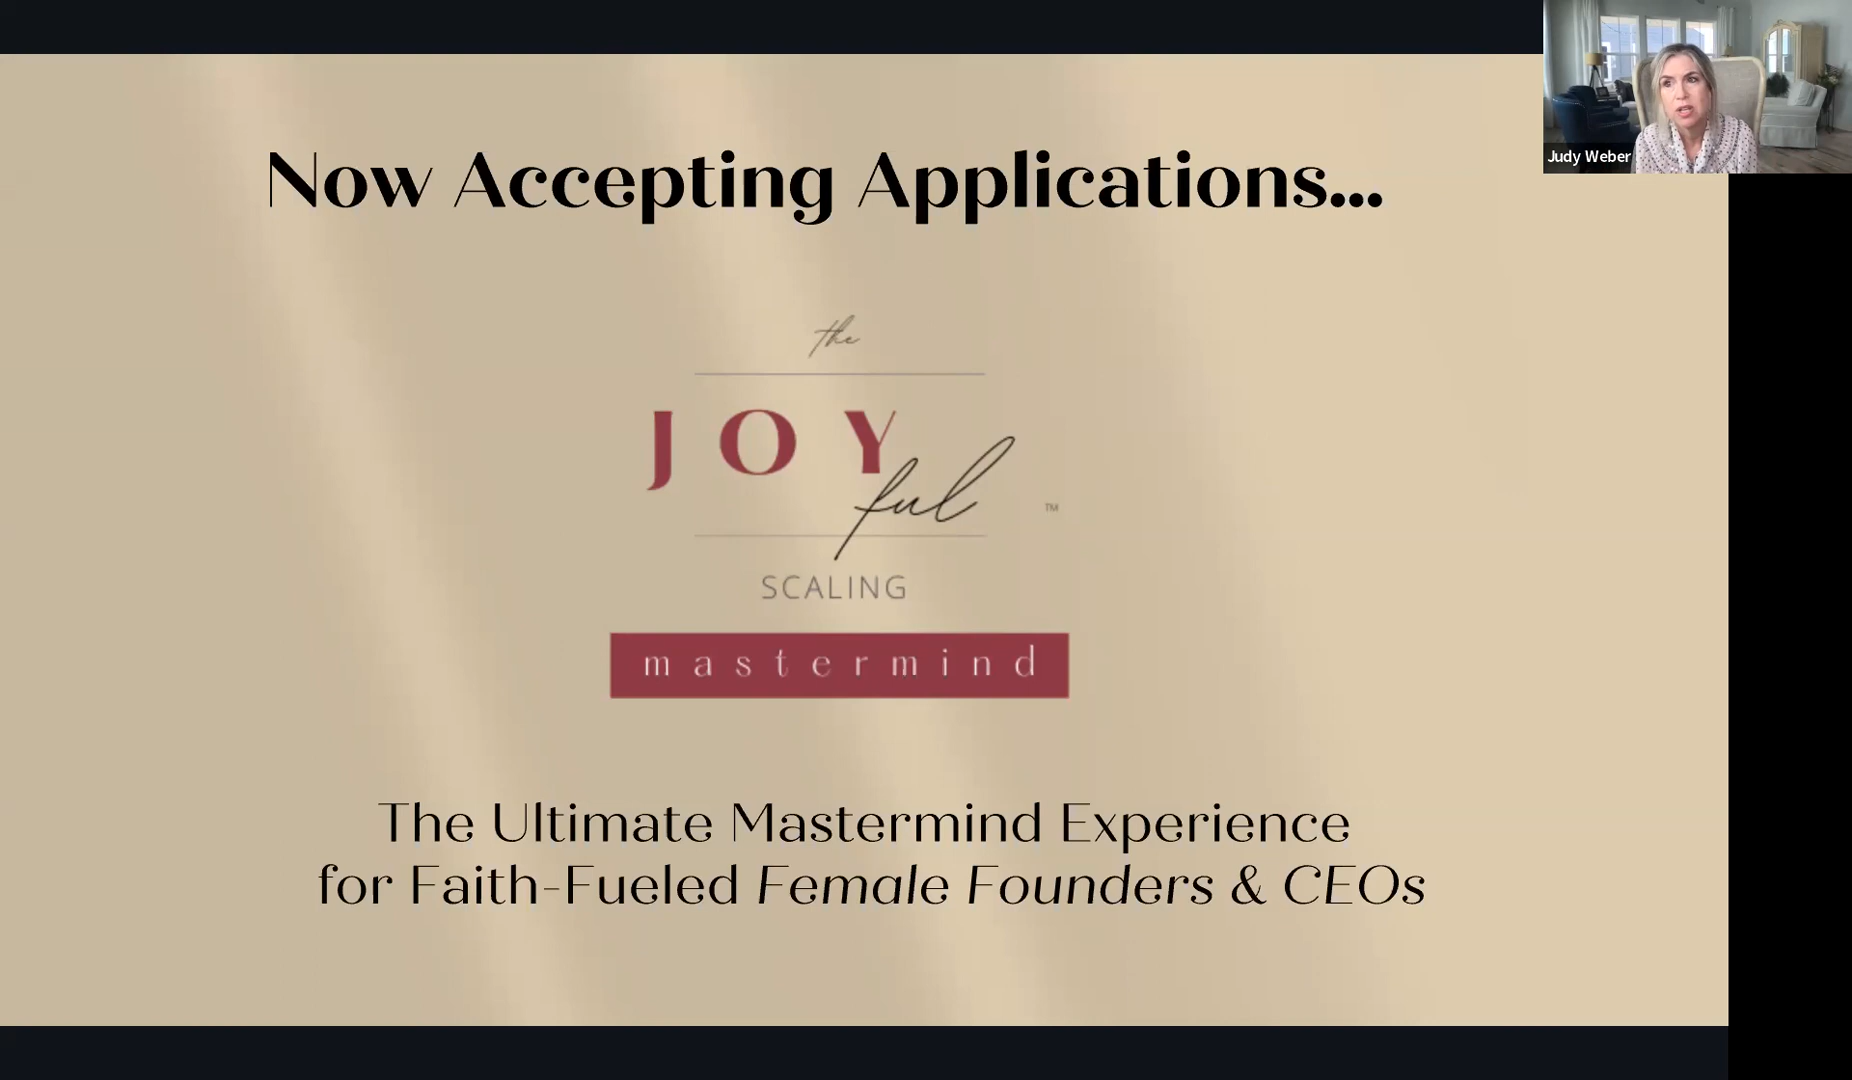 Now Accepting Applications...
Judy Weber
the
JOY
ful
™
SCALING
mastermind
The Ultimate Mastermind Experience
for Faith-Fueled Female Founders & CEOs